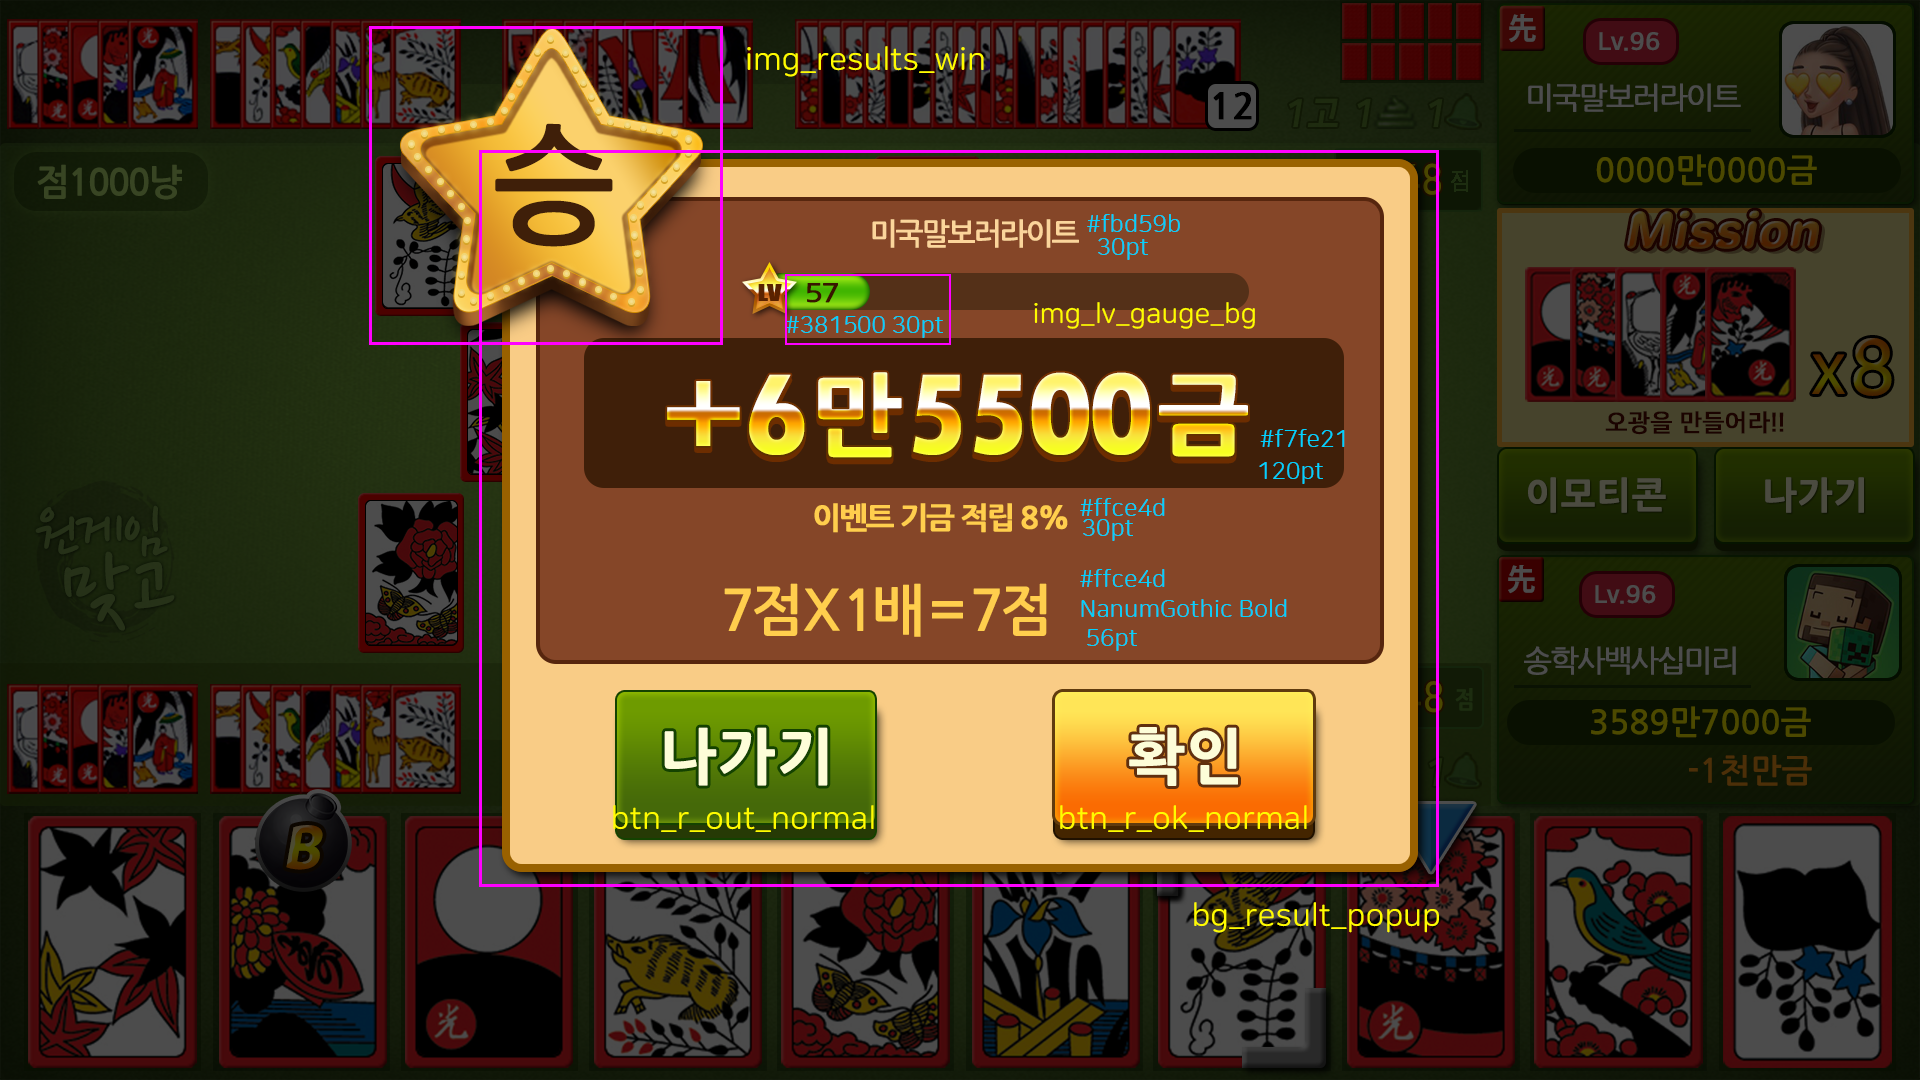 先
Lv.96
미국말보러라이트
0000만0000금
12
1고 1
1
점1000냥
승
img_results_win
8 점
미국말보러라이트
#fbd59b
30pt
LV
57
#381500 30pt
img_lv_gauge_bg
+6만5500금
#f7fe21
120pt
이벤트 기금 적립 8%
#ffce4d
30pt
7점X1배=7점
#ffce4d
NanumGothic Bold
56pt
나가기
btn_r_out_normal
확인
btn_r_ok_normal
bg_result_popup
Mission
x8
오광을 만들어라!!
이모티콘
나가기
先
Lv.96
송학사백사십미리
3589만7000금
-1천만금
8 점
원게임
맞고
B
光
光